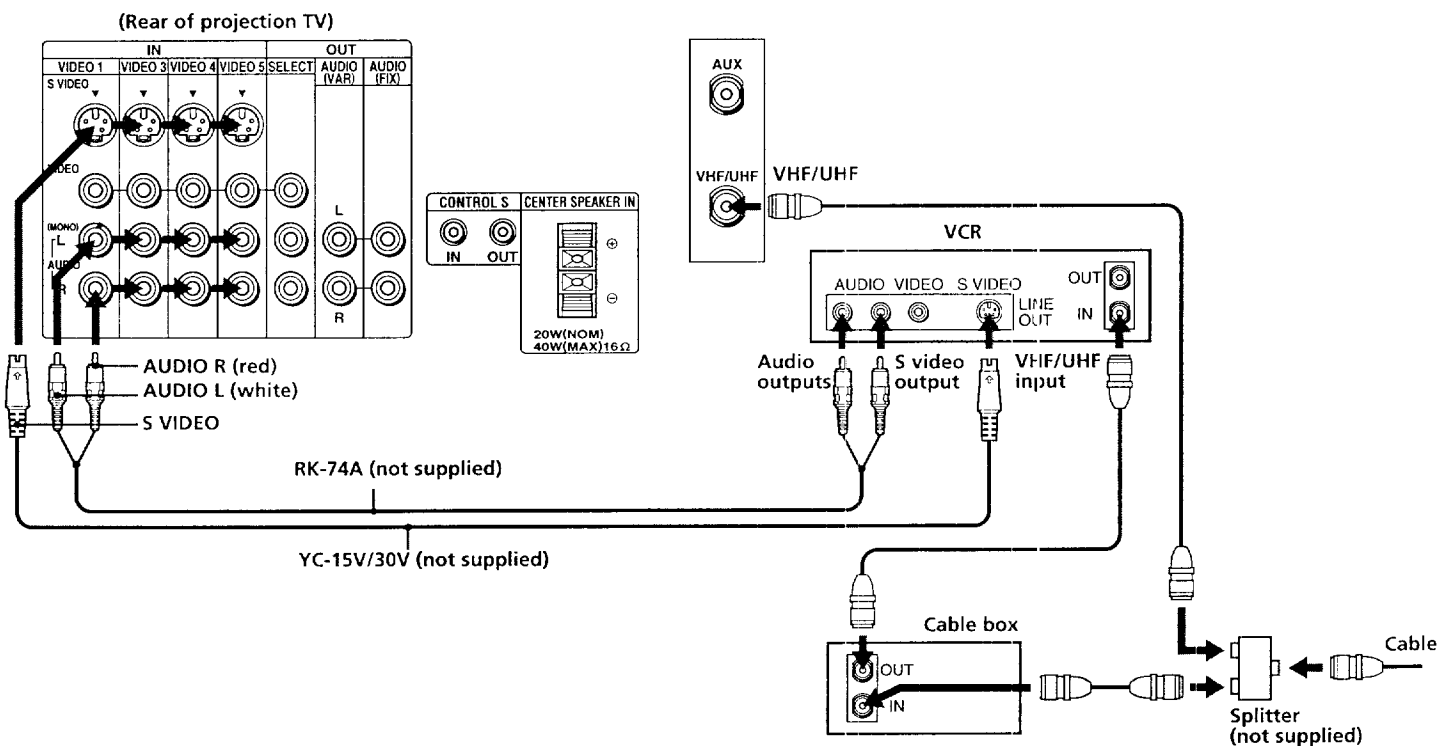 (Rear of projection TV)
IN
OUT
VIDEO 1
VIDEO 3
VIDEO 4
VIDEO 5
SELECT
AUDIO (VAR)
AUDIO (FIX)
S VIDEO
VIDEO
(MONO)
L
AUDIO
R
L
R
CONTROL S
IN
OUT
CENTER SPEAKER IN
+
−
20W(NOM)
40W(MAX)16Ω
AUX
VHF/UHF
VHF/UHF
VCR
AUDIO
VIDEO
S VIDEO
LINE OUT
OUT
IN
AUDIO R (red)
AUDIO L (white)
S VIDEO
Audio outputs
S video output
VHF/UHF input
RK-74A (not supplied)
YC-15V/30V (not supplied)
Cable box
OUT
IN
Cable
Splitter
(not supplied)